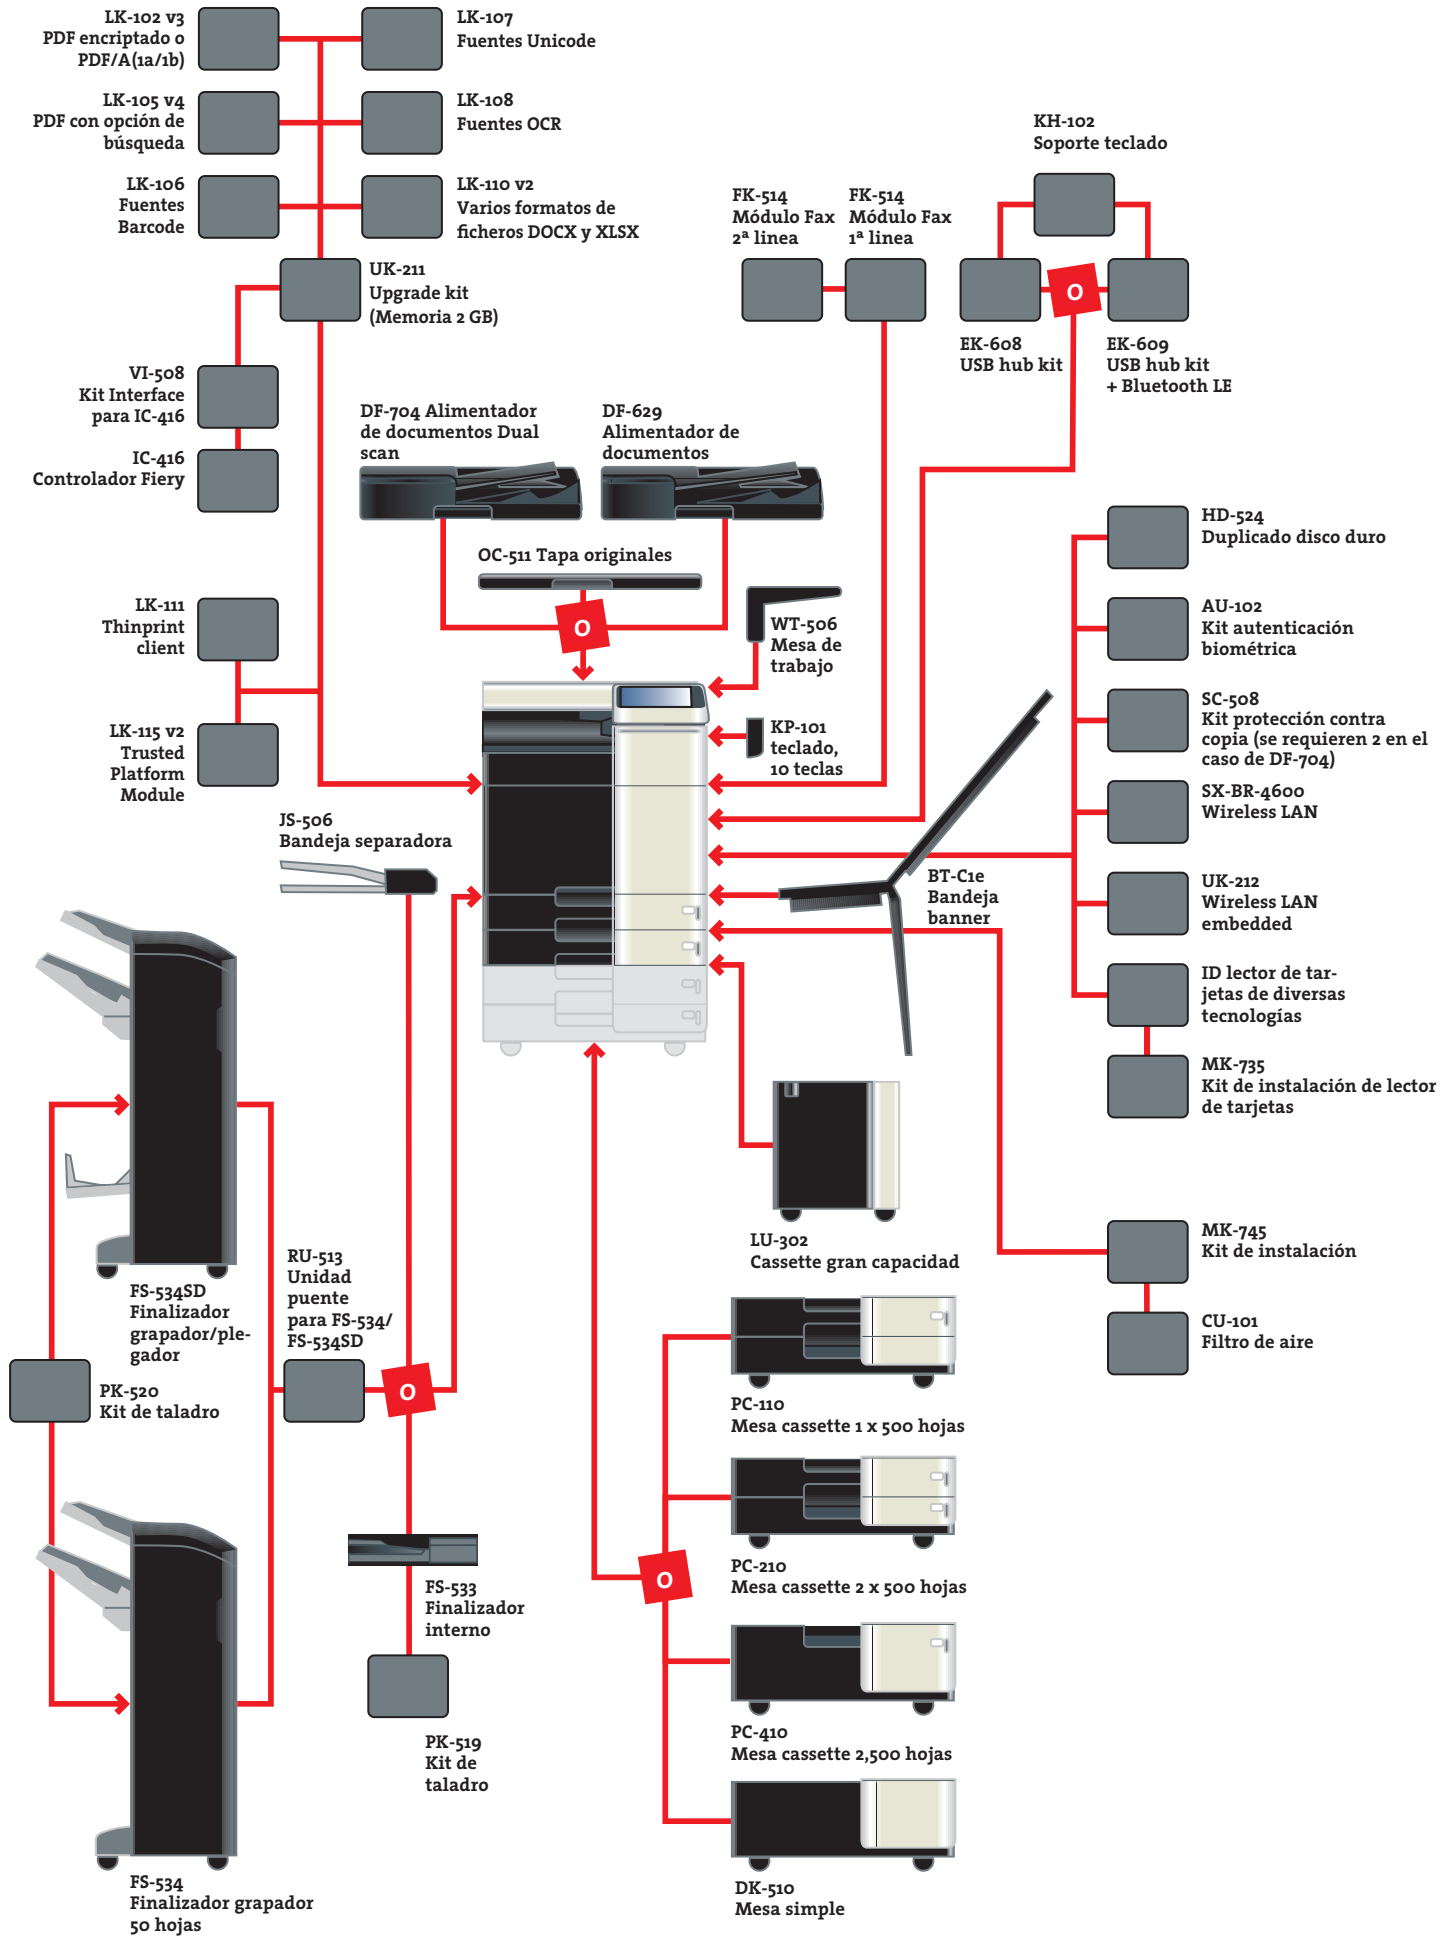 LK-102 v3
PDF encriptado o
PDF/A(1a/1b)
LK-107
Fuentes Unicode
LK-105 v4
PDF con opción de
búsqueda
LK-108
Fuentes OCR
LK-106
Fuentes
Barcode
LK-110 v2
Varios formatos de
ficheros DOCX y XLSX
UK-211
Upgrade kit
(Memoria 2 GB)
VI-508
Kit Interface
para IC-416
IC-416
Controlador Fiery
FK-514
Módulo Fax
2ª linea
FK-514
Módulo Fax
1ª linea
KH-102
Soporte teclado
O
EK-608
USB hub kit
EK-609
USB hub kit
+ Bluetooth LE
DF-704 Alimentador
de documentos Dual
scan
DF-629
Alimentador de
documentos
OC-511 Tapa originales
O
WT-506
Mesa de
trabajo
KP-101
teclado,
10 teclas
LK-111
Thinprint
client
LK-115 v2
Trusted
Platform
Module
HD-524
Duplicado disco duro
AU-102
Kit autenticación
biométrica
SC-508
Kit protección contra
copia (se requieren 2 en el
caso de DF-704)
SX-BR-4600
Wireless LAN
UK-212
Wireless LAN
embedded
ID lector de tar-
jetas de diversas
tecnologías
MK-735
Kit de instalación de lector
de tarjetas
JS-506
Bandeja separadora
BT-C1e
Bandeja
banner
LU-302
Cassette gran capacidad
MK-745
Kit de instalación
CU-101
Filtro de aire
FS-534SD
Finalizador
grapador/ple-
gador
RU-513
Unidad
puente
para FS-534/
FS-534SD
PK-520
Kit de taladro
O
FS-533
Finalizador
interno
PK-519
Kit de
taladro
FS-534
Finalizador grapador
50 hojas
PC-110
Mesa cassette 1 x 500 hojas
PC-210
Mesa cassette 2 x 500 hojas
O
PC-410
Mesa cassette 2,500 hojas
DK-510
Mesa simple